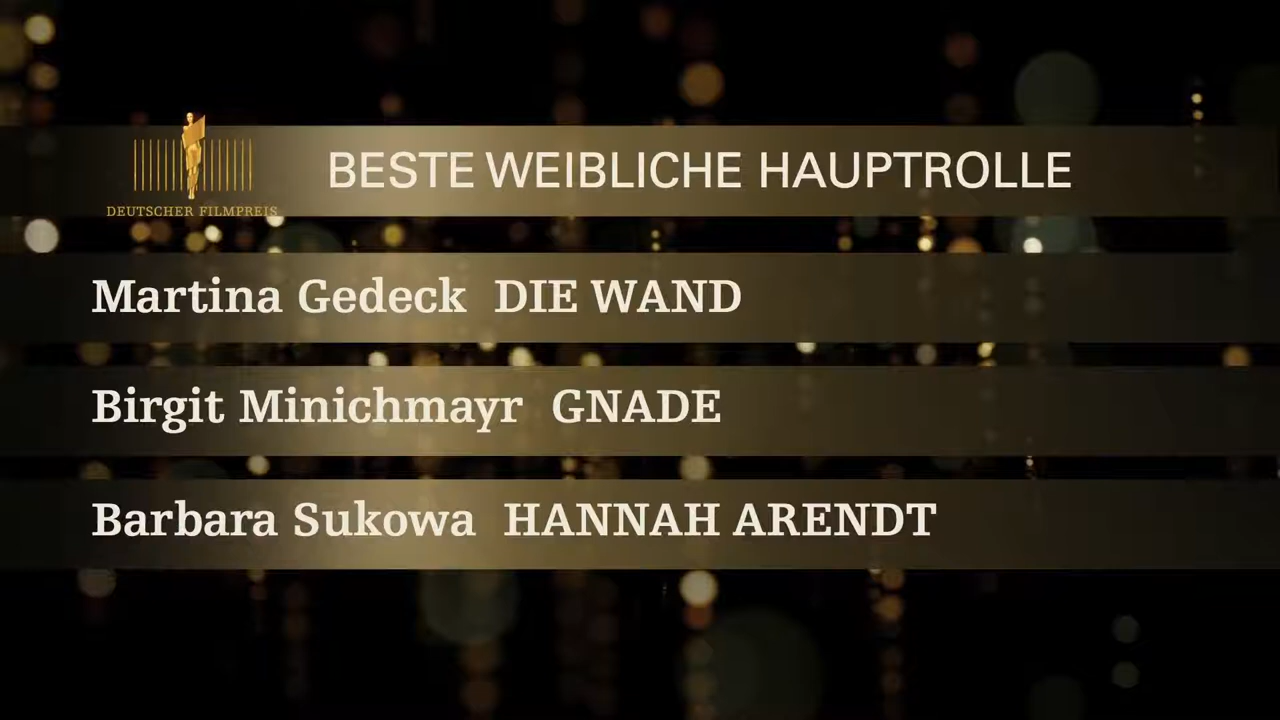 DEUTSCHER FILMPREIS
BESTE WEIBLICHE HAUPTROLLE
Martina Gedeck DIE WAND
Birgit Minichmayr GNADE
Barbara Sukowa HANNAH ARENDT